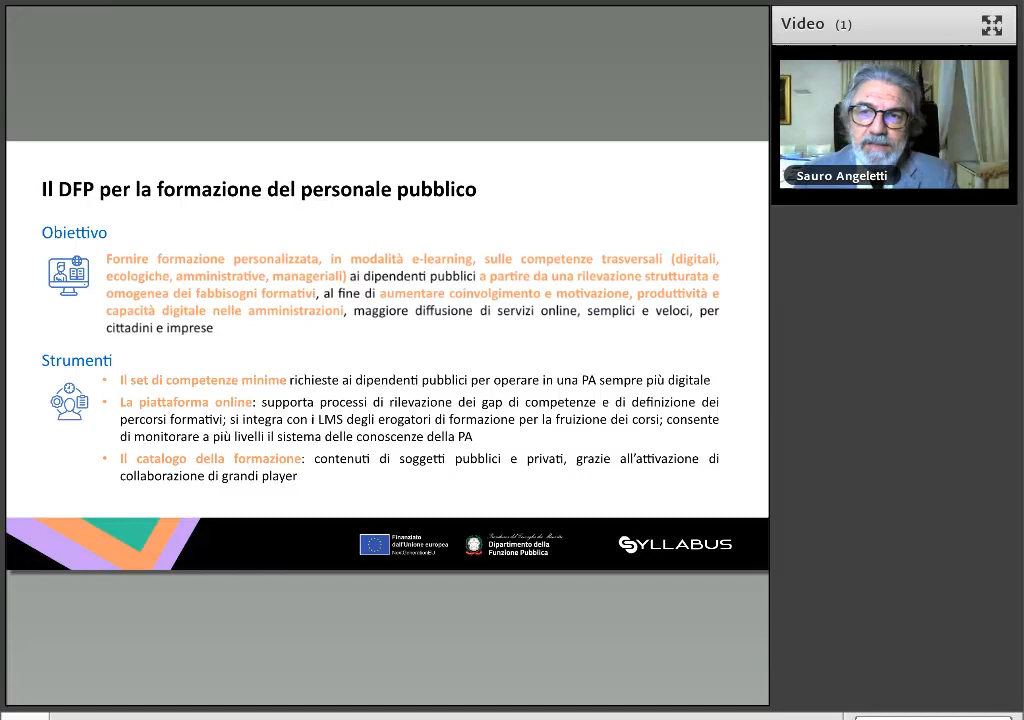 Video (1)
Sauro Angeletti
Il DFP per la formazione del personale pubblico
Obiettivo
Fornire formazione personalizzata, in modalità e-learning, sulle competenze trasversali (digitali,
ecologiche, amministrative, manageriali) ai dipendenti pubblici a partire da una rilevazione strutturata e
omogenea dei fabbisogni formativi, al fine di aumentare coinvolgimento e motivazione, produttività e
capacità digitale nelle amministrazioni, maggiore diffusione di servizi online, semplici e veloci, per
cittadini e imprese
Strumenti
• Il set di competenze minime richieste ai dipendenti pubblici per operare in una PA sempre più digitale
• La piattaforma online: supporta processi di rilevazione dei gap di competenze e di definizione dei
percorsi formativi; si integra con i LMS degli erogatori di formazione per la fruizione dei corsi; consente
di monitorare a più livelli il sistema delle conoscenze della PA
• Il catalogo della formazione: contenuti di soggetti pubblici e privati, grazie all'attivazione di
collaborazione di grandi player
Finanziato
dall'Unione europea
NextGenerationEU
Presidenza del Consiglio dei Ministri
Dipartimento della
Funzione Pubblica
SYLLABUS